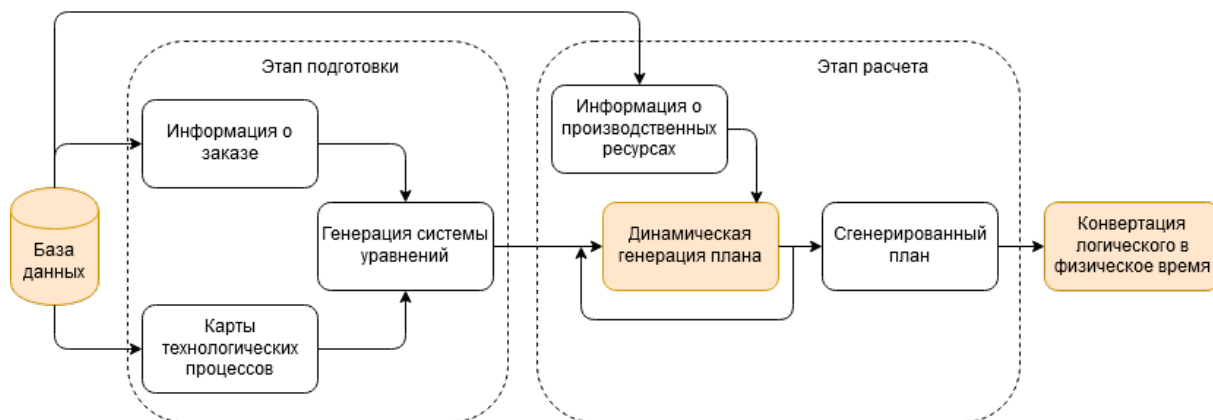 Этап подготовки
Этап расчета
Информация о
заказе
Информация о
производственных
ресурсах
База
данных
Генерация системы
уравнений
Динамическая
генерация плана
Сгенерированный
план
Конвертация
логического в
физическое время
Карты
технологических
процессов